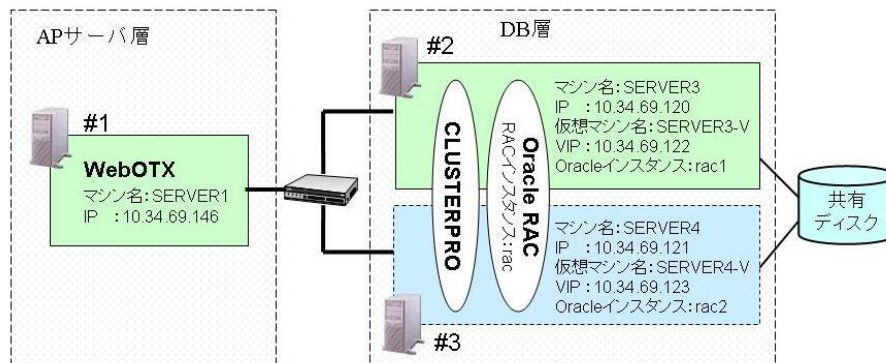 APサーバ層
#1
WebOTX
マシン名:SERVER1
IP :10.34.69.146
DB層
#2
マシン名:SERVER3
IP :10.34.69.120
仮想マシン名:SERVER3-V
VIP:10.34.69.122
Oracleインスタンス:rac1
CLUSTERPRO
Oracle RAC
RACインスタンス:rac
マシン名:SERVER4
IP :10.34.69.121
仮想マシン名:SERVER4-V
VIP:10.34.69.123
Oracleインスタンス:rac2
#3
共有
ディスク